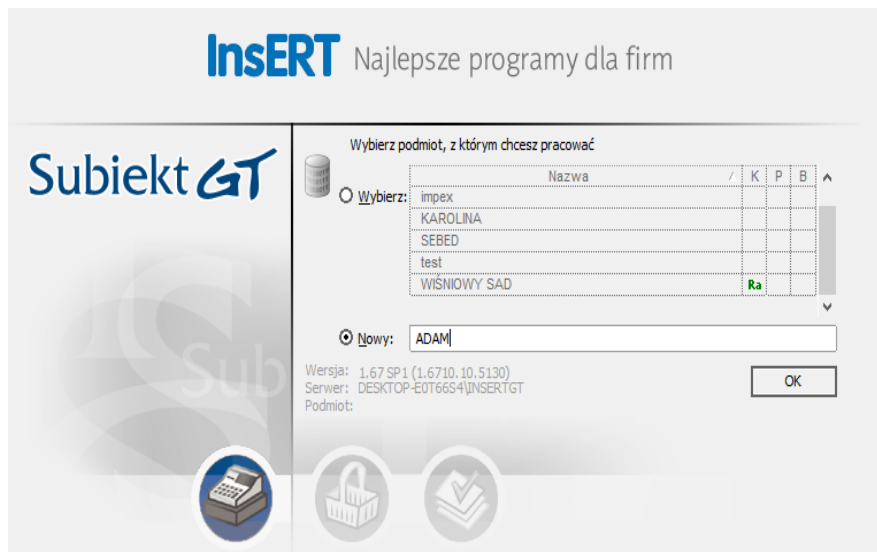 InsERT Najlepsze programy dla firm
Subiekt GT
Wybierz podmiot, z którym chcesz pracować
Nazwa K P B
Wybierz:
impex
KAROLINA
SEBED
test
WIŚNIOWY SAD Ra
Nowy: ADAM
Wersja: 1.67 SP1 (1.6710.10.5130)
Serwer: DESKTOP-E0T66S4\INSERTGT
Podmiot:
OK
Sub